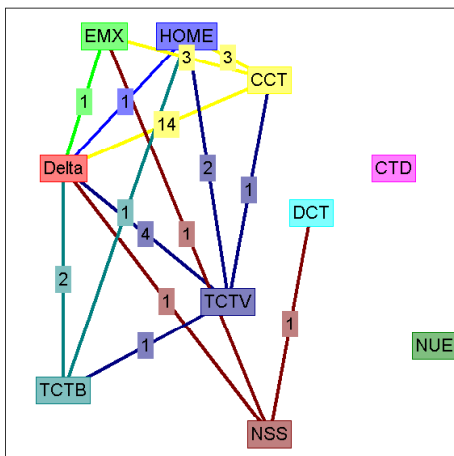 EMX HOME
3 3
CCT
1 1
14
Delta CTD
1 DCT
2 4 1
2
1
TCTV
1
1
NUE
TCTB
NSS